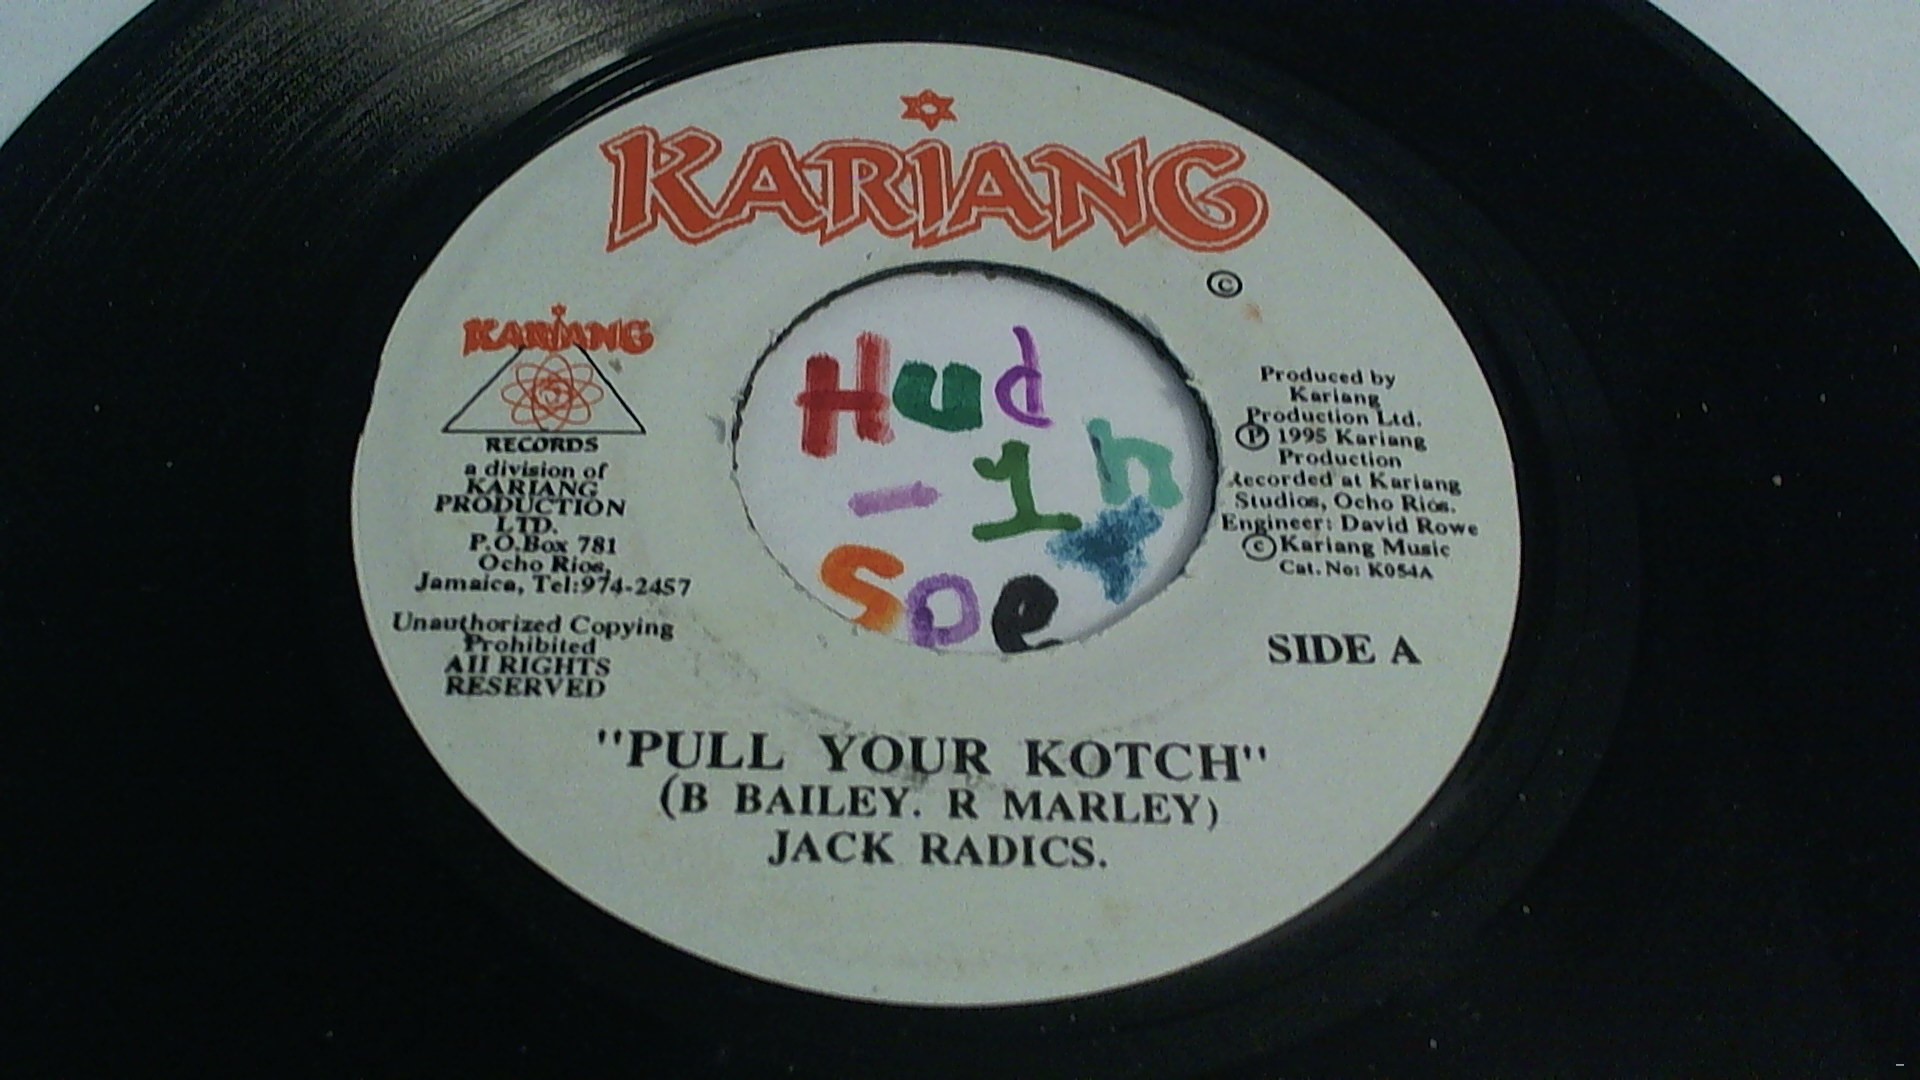 KARIANG
©
KARIANG
RECORDS
a division of
KARIANG
PRODUCTION
LTD.
P.O.Box 781
Ocho Rios,
Jamaica, Tel:974-2457
Unauthorized Copying
Prohibited
All RIGHTS
RESERVED
Hud
-1h
Soe
Produced by
Kariang
Production Ltd.
Ⓟ 1995 Kariang
Production
Recorded at Kariang
Studios, Ocho Rios.
Engineer: David Rowe
© Kariang Music
Cat. No: K054A
SIDE A
"PULL YOUR KOTCH"
(B BAILEY. R MARLEY)
JACK RADICS.